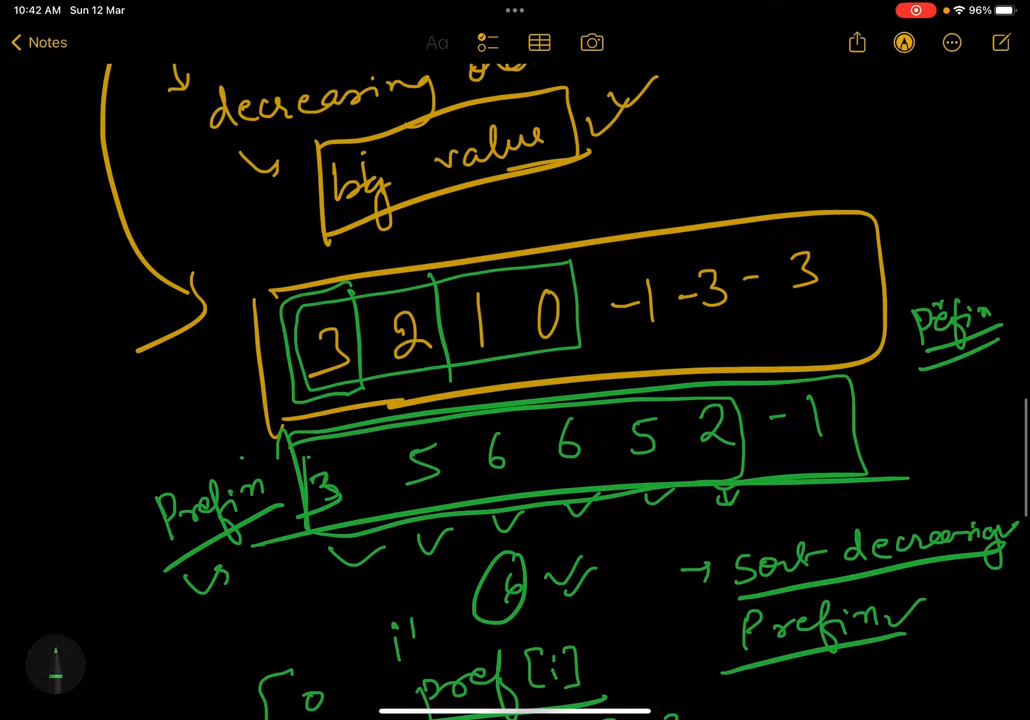 10:42 AM Sun 12 Mar
96%
Notes
Aa
decreasing
big value
3 2 1 0 -1 -3 -3
Prefix
3 5 6 6 5 2 -1
Prefix
6
→ sort decreasing
Prefix
i
pref [i]
0